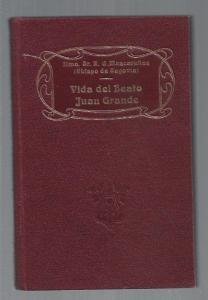 Ilmo. Sr. R. d. Mascareñas
(Obispo de Segovia)
Vida del Beato
Juan Grande